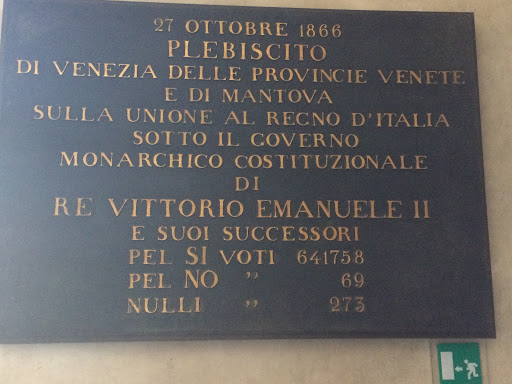 27 OTTOBRE 1866
PLEBISCITO
DI VENEZIA DELLE PROVINCIE VENETE
E DI MANTOVA
SULLA UNIONE AL REGNO D'ITALIA
SOTTO IL GOVERNO
MONARCHICO COSTITUZIONALE
DI
RE VITTORIO EMANUELE II
E SUOI SUCCESSORI
PEL SI VOTI 641758
PEL NO " 69
NULLI " 273